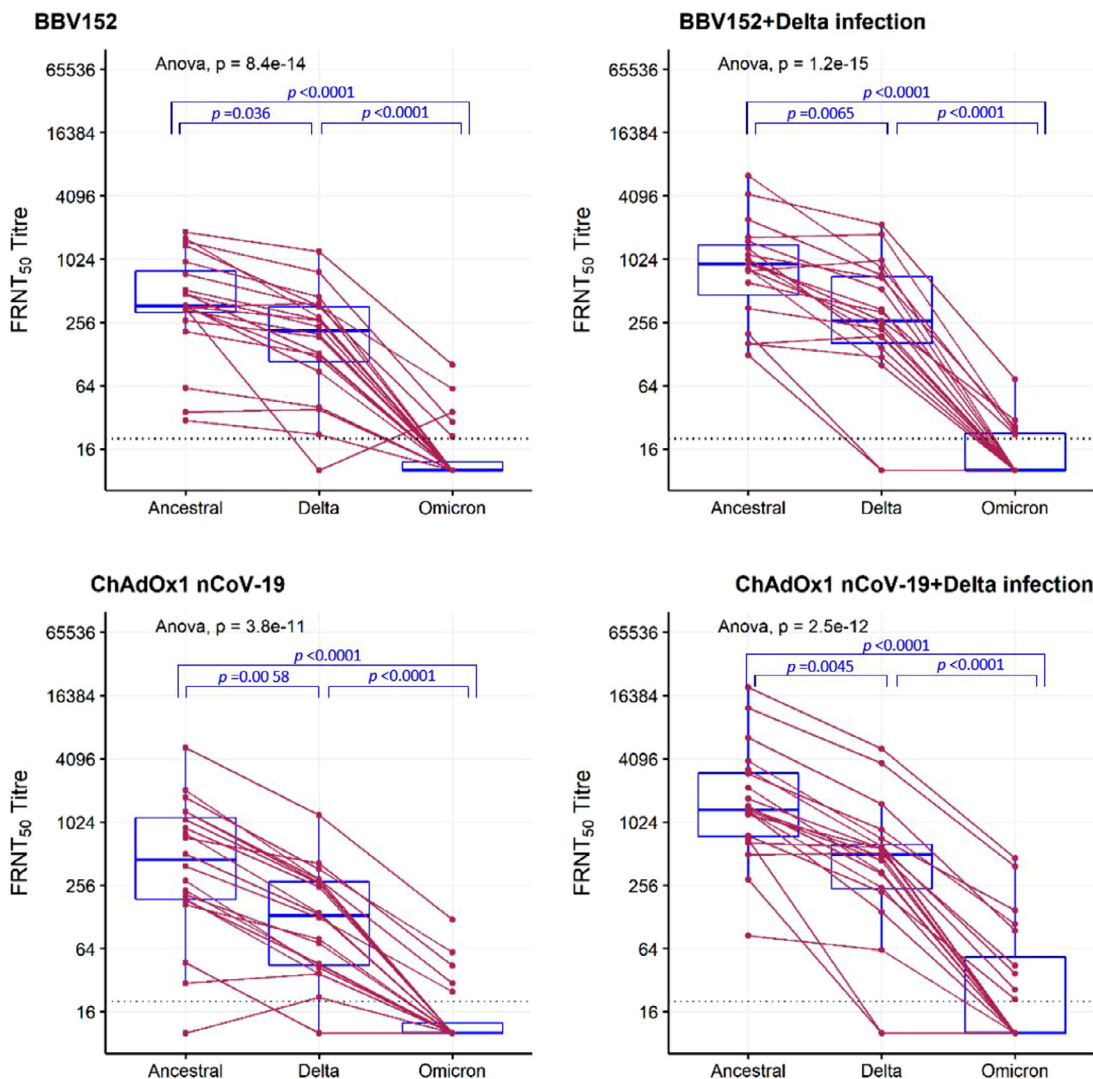 BBV152
Anova, p = 8.4e-14
p <0.0001
p =0.036
p <0.0001
65536
16384
4096
1024
256
64
16
FRNT50 Titre
Ancestral
Delta
Omicron
BBV152+Delta infection
Anova, p = 1.2e-15
p <0.0001
p =0.0065
p <0.0001
65536
16384
4096
1024
256
64
16
FRNT50 Titre
Ancestral
Delta
Omicron
ChAdOx1 nCoV-19
Anova, p = 3.8e-11
p <0.0001
p =0.00 58
p <0.0001
65536
16384
4096
1024
256
64
16
FRNT50 Titre
Ancestral
Delta
Omicron
ChAdOx1 nCoV-19+Delta infection
Anova, p = 2.5e-12
p <0.0001
p =0.0045
p <0.0001
65536
16384
4096
1024
256
64
16
FRNT50 Titre
Ancestral
Delta
Omicron